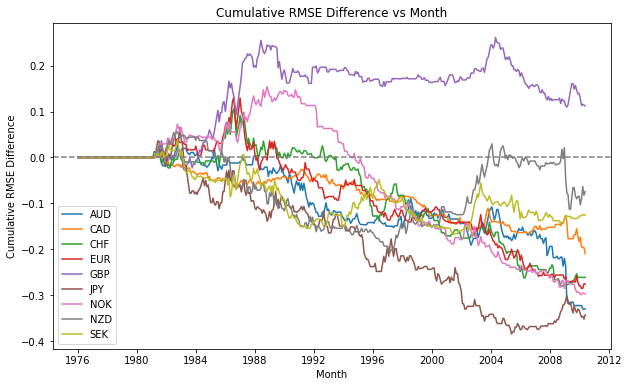 Cumulative RMSE Difference vs Month
Cumulative RMSE Difference
0.2
0.1
0.0
−0.1
−0.2
−0.3
−0.4
AUD
CAD
CHF
EUR
GBP
JPY
NOK
NZD
SEK
1976 1980 1984 1988 1992 1996 2000 2004 2008 2012
Month